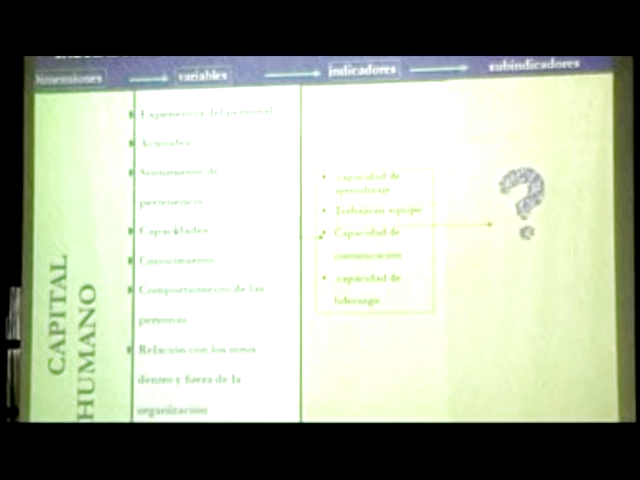 Dimensiones
variables
indicadores
subindicadores
CAPITAL
HUMANO
Experiencia del personal
Actitudes
Sentimiento de
pertenencia
Capacidades
Conocimiento
Comportamiento de las
personas
Relación con los otros
dentro y fuera de la
organización
capacidad de
aprendizaje
Trabajo en equipo
Capacidad de
comunicación
capacidad de
liderazgo
?